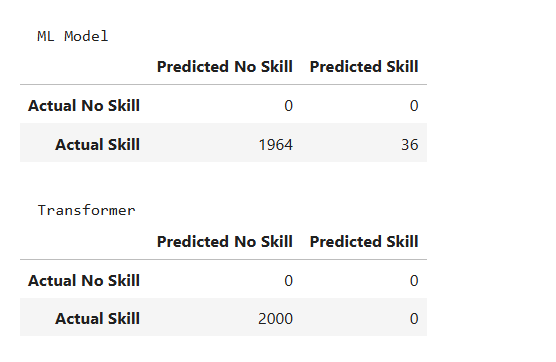 ML Model
Predicted No Skill Predicted Skill
Actual No Skill 0 0
Actual Skill 1964 36
Transformer
Predicted No Skill Predicted Skill
Actual No Skill 0 0
Actual Skill 2000 0